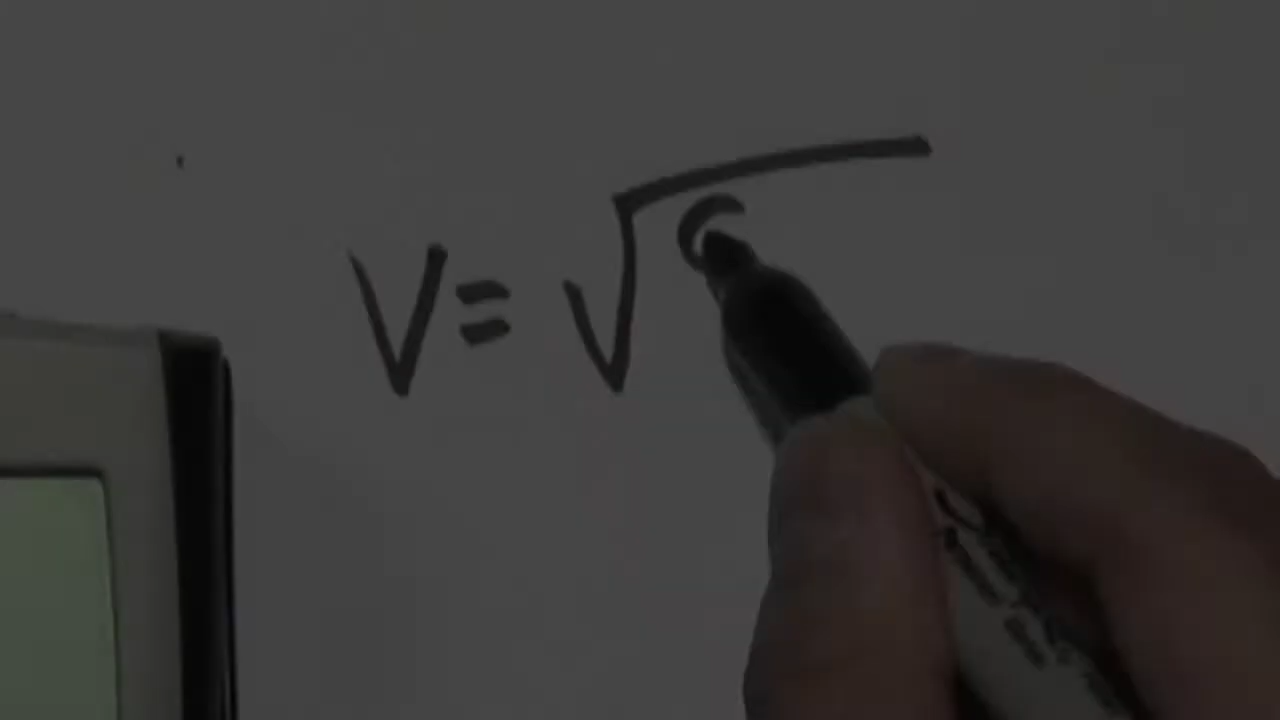 V = √